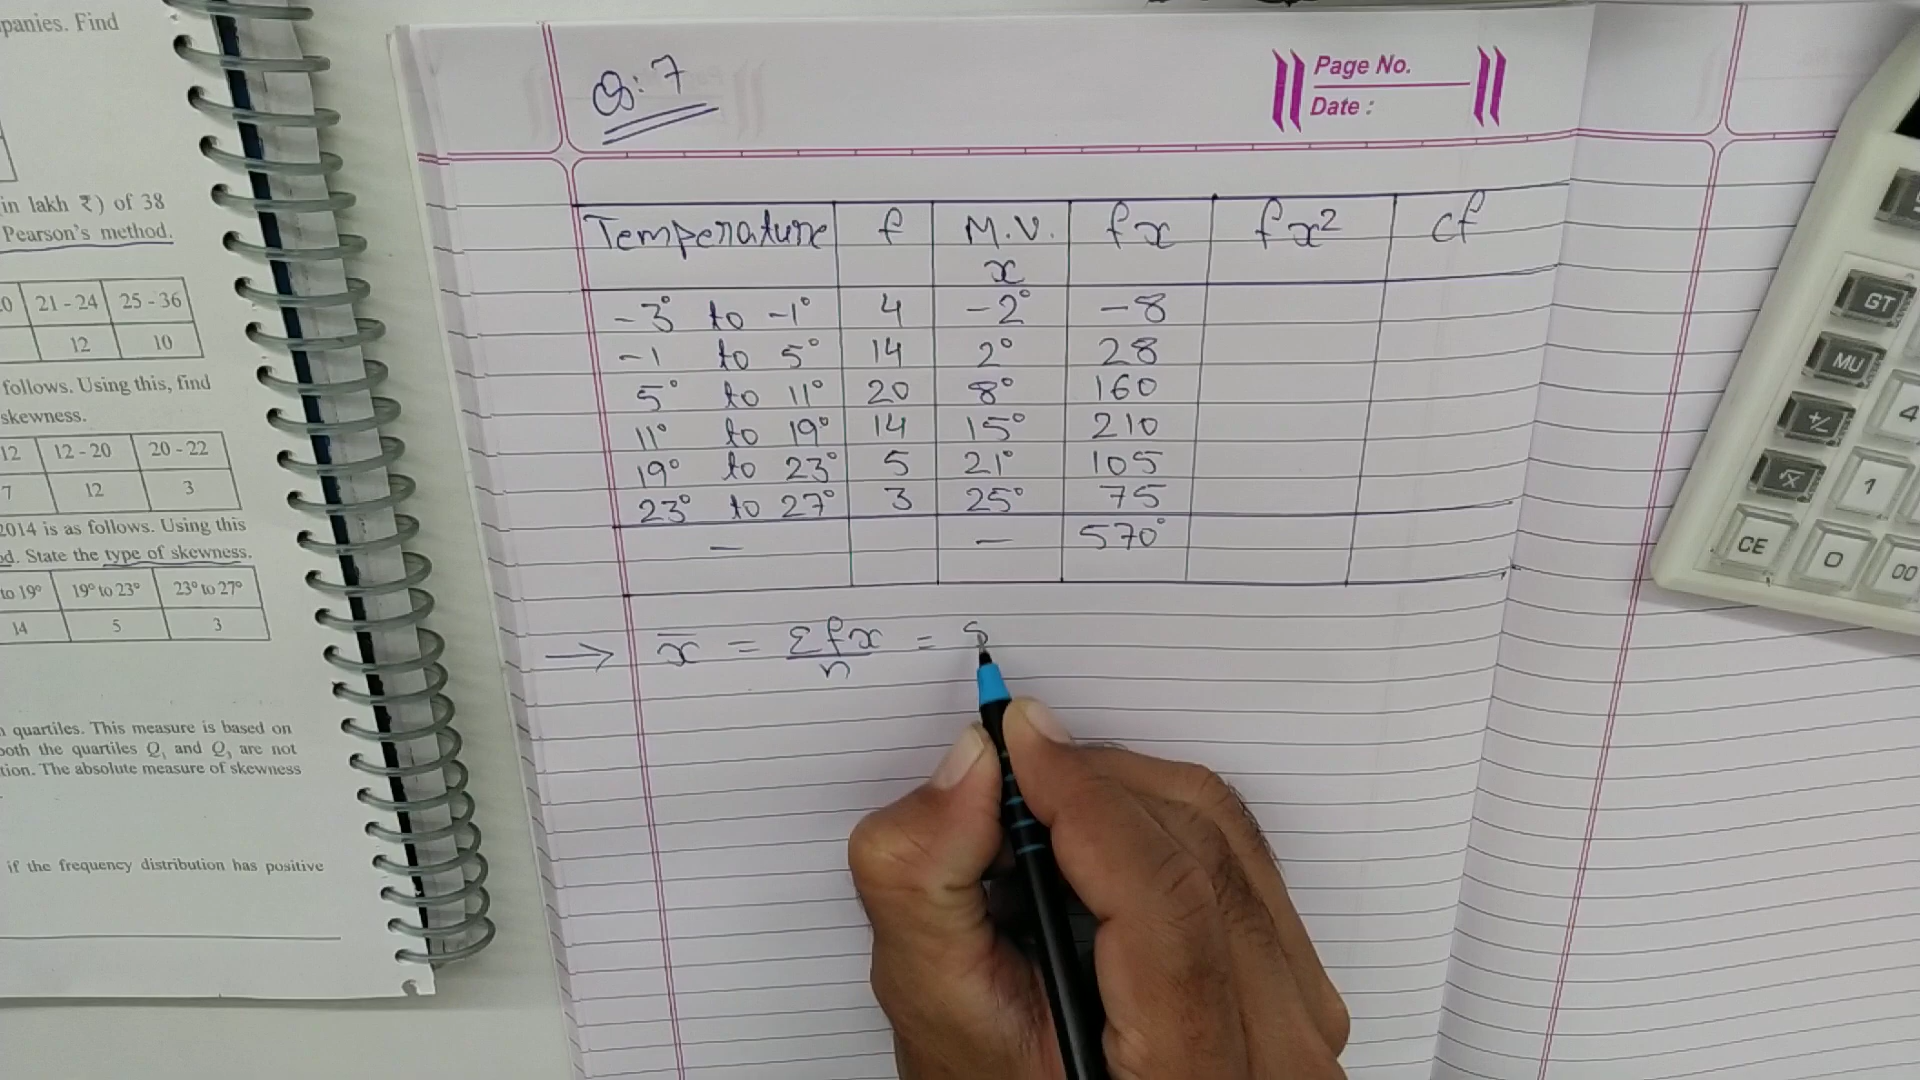 panies. Find
in lakh ₹) of 38
Pearson's method.
0 21 - 24 25 - 36
12 10
follows. Using this, find
skewness.
12 12 - 20 20 - 22
7 12 3
2014 is as follows. Using this
d. State the type of skewness.
to 19° 19° to 23° 23° to 27°
14 5 3
quartiles. This measure is based on
both the quartiles Q₁ and Q₃ are not
tion. The absolute measure of skewness
if the frequency distribution has positive
Q:7
Page No.
Date :
Temperature f M.V. fx fx² cf
x
-3° to -1° 4 -2° -8
-1 to 5° 14 2° 28
5° to 11° 20 8° 160
11° to 19° 14 15° 210
19° to 23° 5 21° 105
23° to 27° 3 25° 75
— — 570°
→ x̄ = Σfx / n = 5
GT
MU
+/-
√x
4
1
CE
0
00